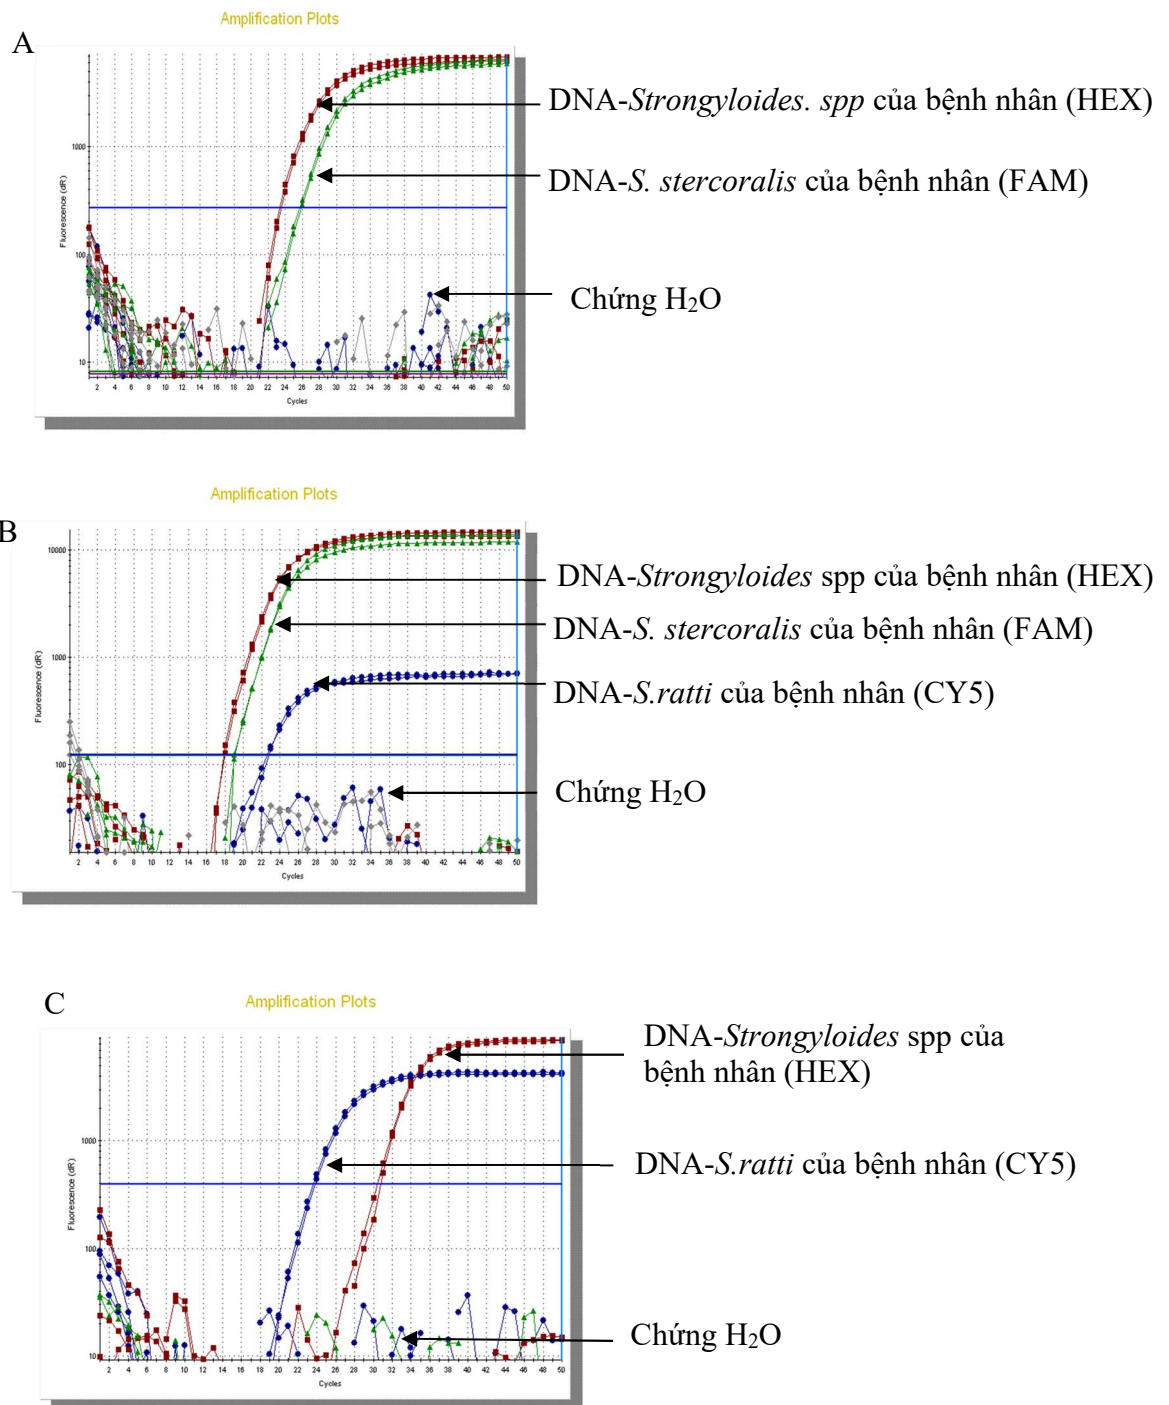 A
Amplification Plots
DNA-Strongyloides. spp của bệnh nhân (HEX)
DNA-S. stercoralis của bệnh nhân (FAM)
Chứng H₂O
Fluorescence (dR)
1000
100
10
2 4 6 8 10 12 14 16 18 20 22 24 26 28 30 32 34 36 38 40 42 44 46 48 50
Cycles
B
Amplification Plots
DNA-Strongyloides spp của bệnh nhân (HEX)
DNA-S. stercoralis của bệnh nhân (FAM)
DNA-S.ratti của bệnh nhân (CY5)
Chứng H₂O
Fluorescence (dR)
10000
1000
100
2 4 6 8 10 12 14 16 18 20 22 24 26 28 30 32 34 36 38 40 42 44 46 48 50
Cycles
C
Amplification Plots
DNA-Strongyloides spp của
bệnh nhân (HEX)
DNA-S.ratti của bệnh nhân (CY5)
Chứng H₂O
Fluorescence (dR)
1000
100
10
2 4 6 8 10 12 14 16 18 20 22 24 26 28 30 32 34 36 38 40 42 44 46 48 50
Cycles